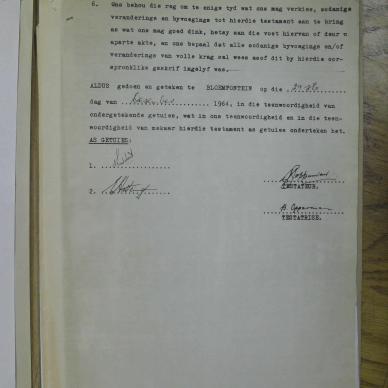 6. Ons behou die reg om te enige tyd wat ons mag verkies, sodanige
veranderings en byvoegings tot hierdie testament aan te bring
as wat ons mag goed dink, hetsy aan die voet hiervan of deur 'n
aparte akte, en ons bepaal dat alle sodanige byvoegings en/of
veranderings van volle krag sal wees asof dit by hierdie oor-
spronklike geskrif ingelyf was.
ALDUS gedoen en geteken te BLOEMFONTEIN op die
dag van 1964, in die teenwoordigheid van
ondergetekende getuies, wat in ons teenwoordigheid en in die teen-
woordigheid van mekaar hierdie testament as getuies onderteken het.
AS GETUIES:
1.
TESTATEUR.
2.
H. Opperman
TESTATRISE.